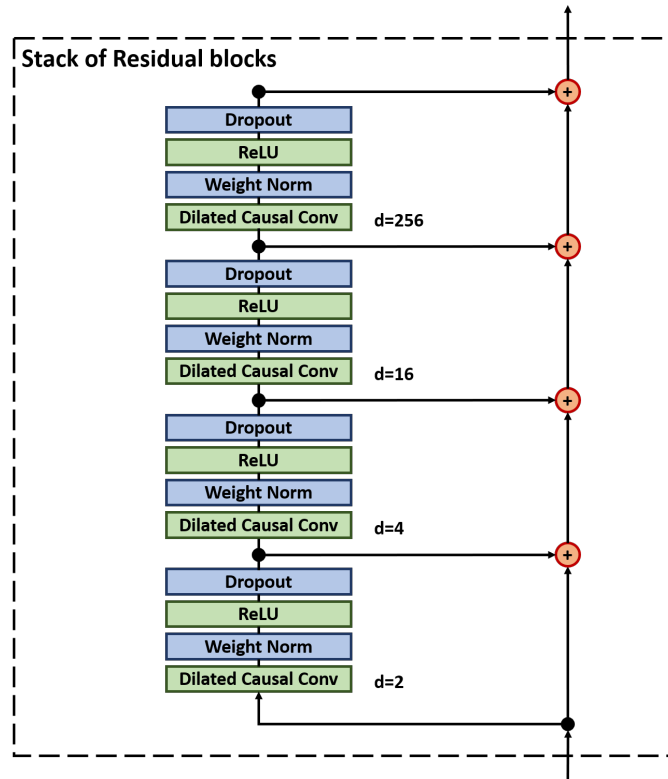 Stack of Residual blocks
+
Dropout
ReLU
Weight Norm
Dilated Causal Conv d=256
+
Dropout
ReLU
Weight Norm
Dilated Causal Conv d=16
+
Dropout
ReLU
Weight Norm
Dilated Causal Conv d=4
+
Dropout
ReLU
Weight Norm
Dilated Causal Conv d=2